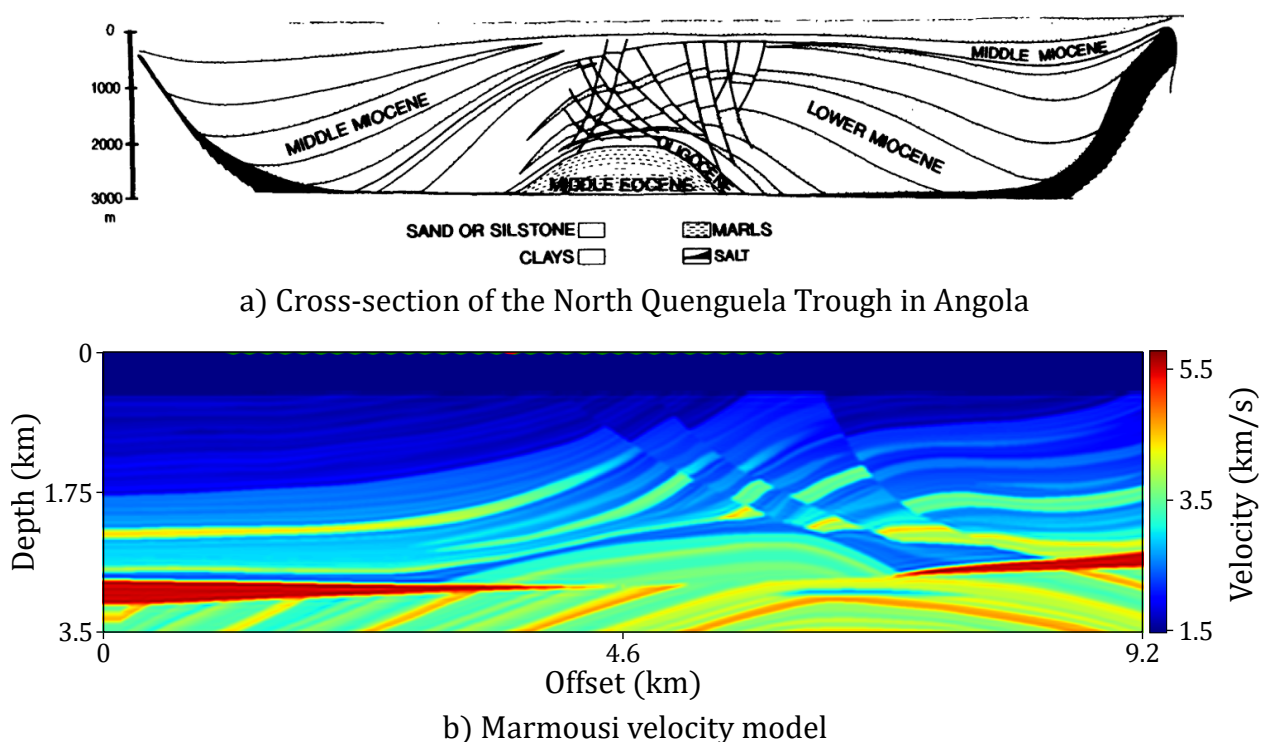 0
1000
2000
3000
m
MIDDLE MIOCENE
MIDDLE MIOCENE
LOWER MIOCENE
OLIGOCENE
MIDDLE EOCENE
SAND OR SILSTONE
MARLS
CLAYS
SALT
a) Cross-section of the North Quenguela Trough in Angola
0
1.75
3.5
Depth (km)
0
4.6
9.2
Offset (km)
5.5
3.5
1.5
Velocity (km/s)
b) Marmousi velocity model